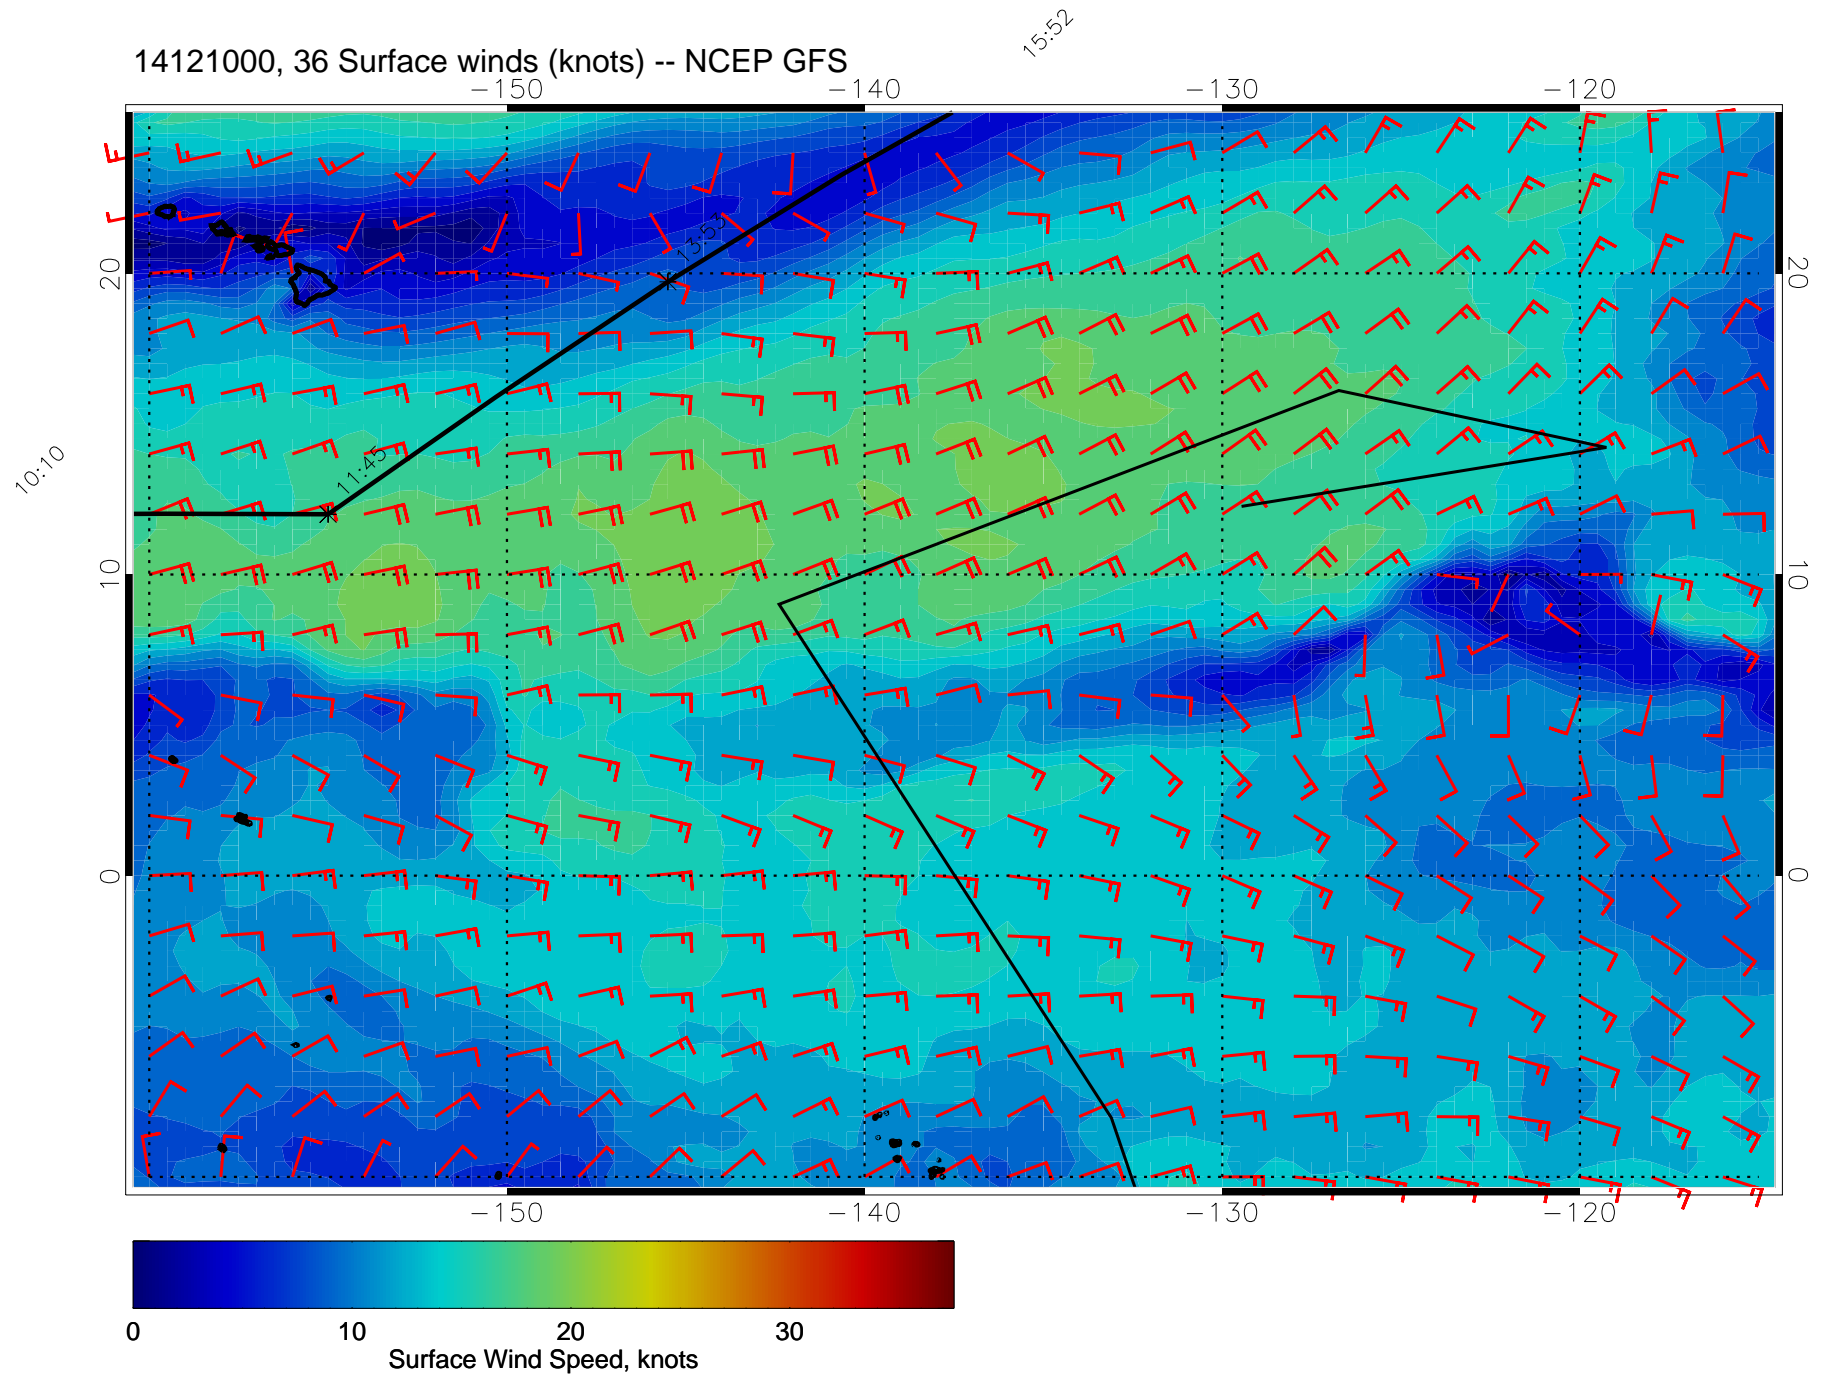 15:52
14121000, 36 Surface winds (knots) -- NCEP GFS
-150 -140 -130 -120
13:53
20 20
11:45
10:10
10 10
0 0
-150 -140 -130 -120
0 10 20 30
Surface Wind Speed, knots